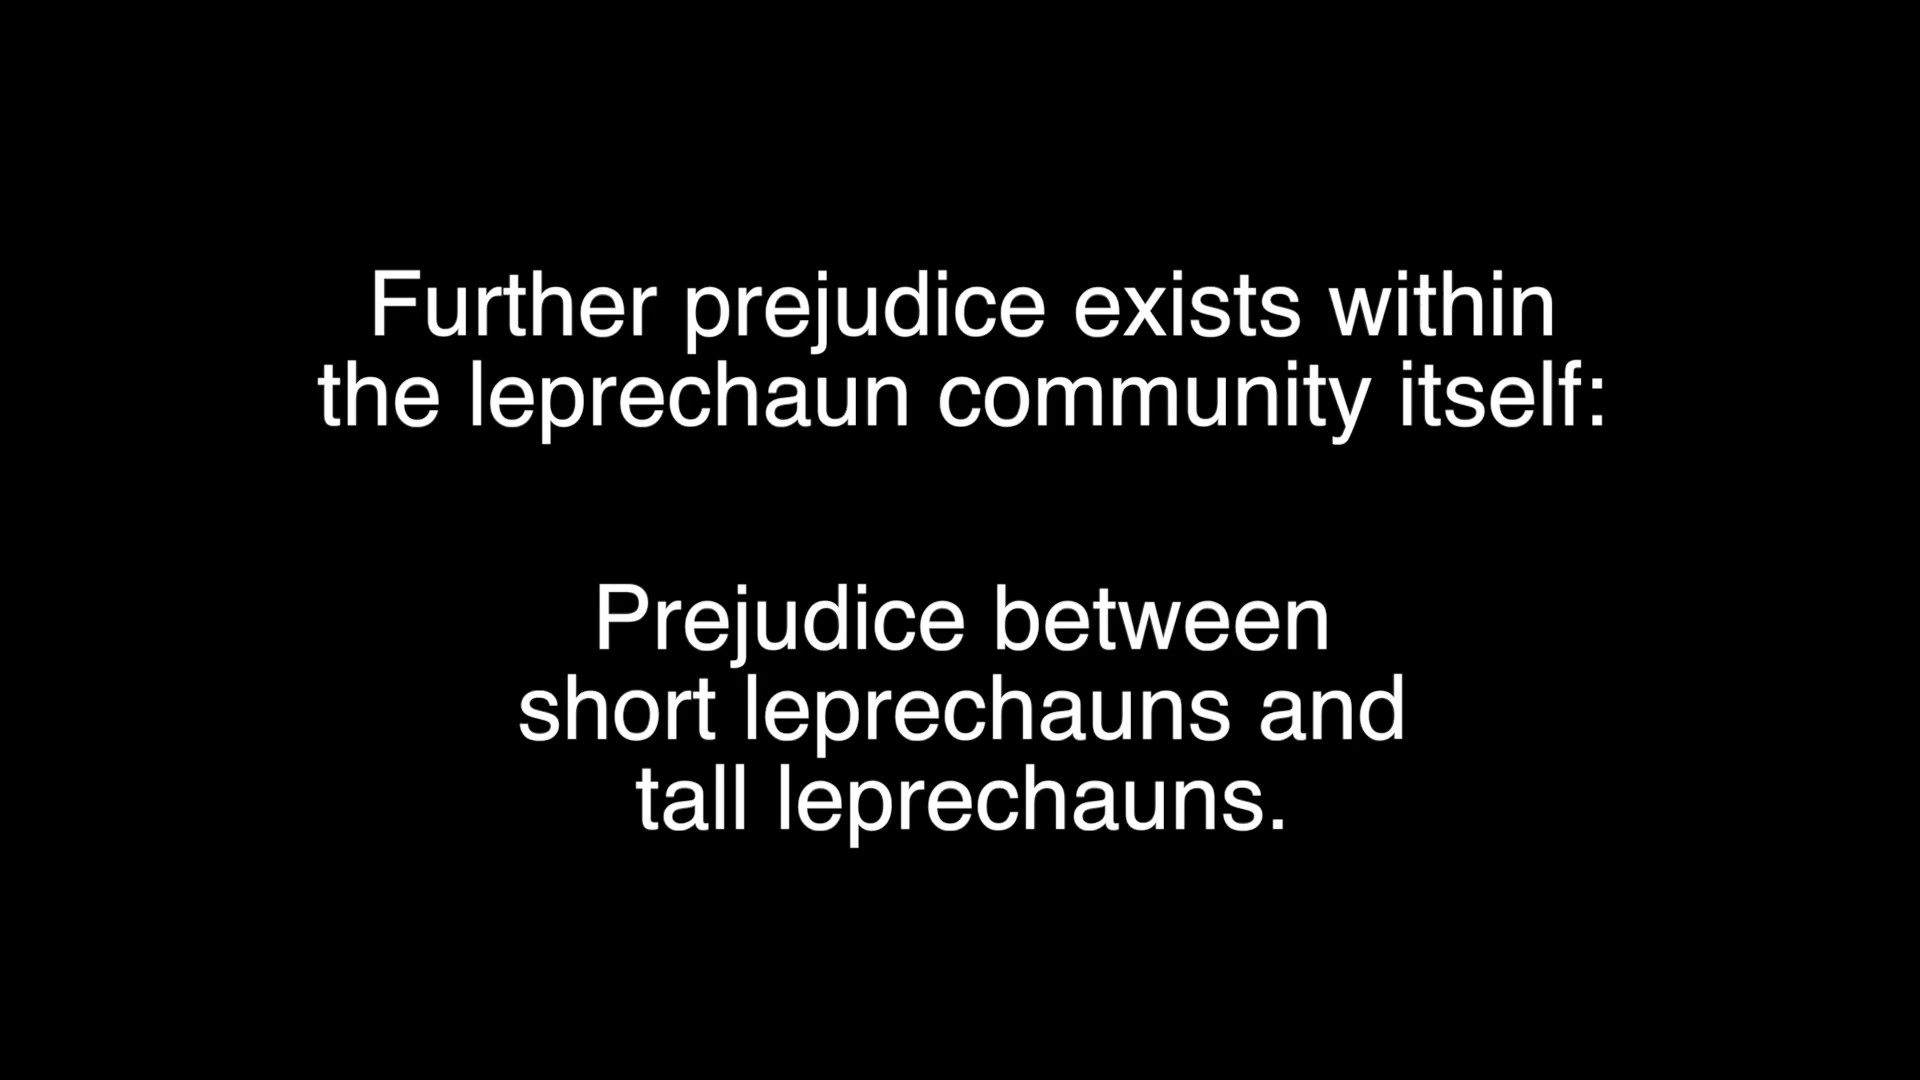 Further prejudice exists within
the leprechaun community itself:
Prejudice between
short leprechauns and
tall leprechauns.